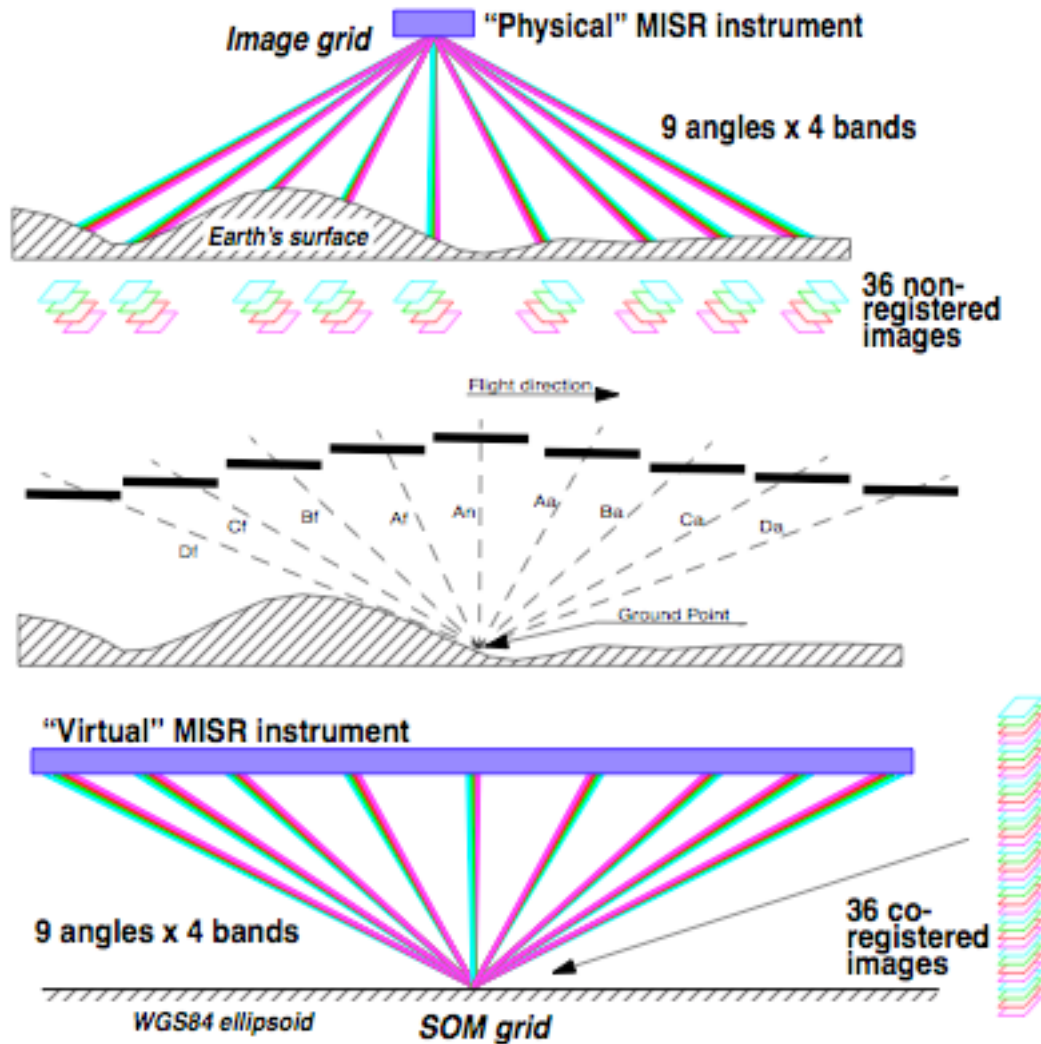 “Physical” MISR instrument
Image grid
9 angles x 4 bands
Earth's surface
36 non-
registered
images
Flight direction
Df
Cf
Bf
Af
An
Aa
Ba
Ca
Da
Ground Point
“Virtual” MISR instrument
9 angles x 4 bands
36 co-
registered
images
WGS84 ellipsoid
SOM grid